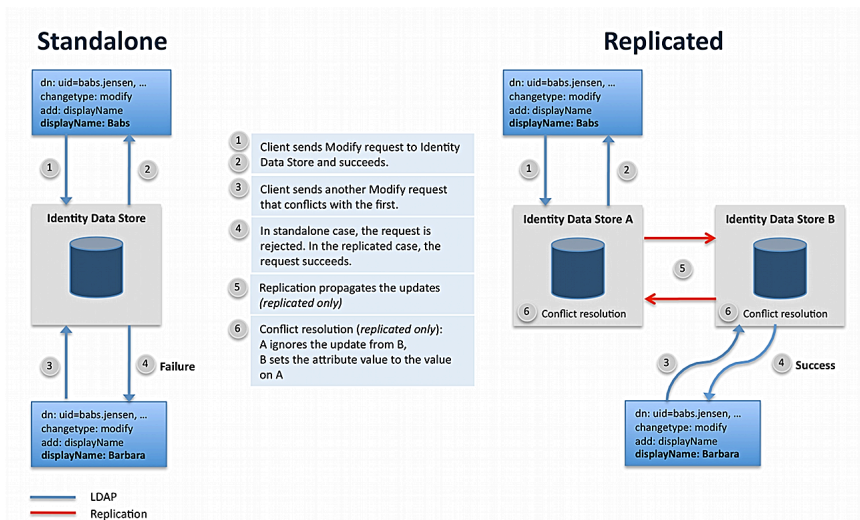 Standalone
dn: uid=babs.jensen, ...
changetype: modify
add: displayName
displayName: Babs
1
2
Identity Data Store
3
4
Failure
dn: uid=babs.jensen, ...
changetype: modify
add: displayName
displayName: Barbara
LDAP
Replication
1
2
Client sends Modify request to Identity
Data Store and succeeds.
3
Client sends another Modify request
that conflicts with the first.
4
In standalone case, the request is
rejected. In the replicated case, the
request succeeds.
5
Replication propagates the updates
(replicated only)
6
Conflict resolution (replicated only):
A ignores the update from B,
B sets the attribute value to the value
on A
Replicated
dn: uid=babs.jensen, ...
changetype: modify
add: displayName
displayName: Babs
1
2
Identity Data Store A
Identity Data Store B
5
6
Conflict resolution
6
Conflict resolution
3
4
Success
dn: uid=babs.jensen, ...
changetype: modify
add: displayName
displayName: Barbara